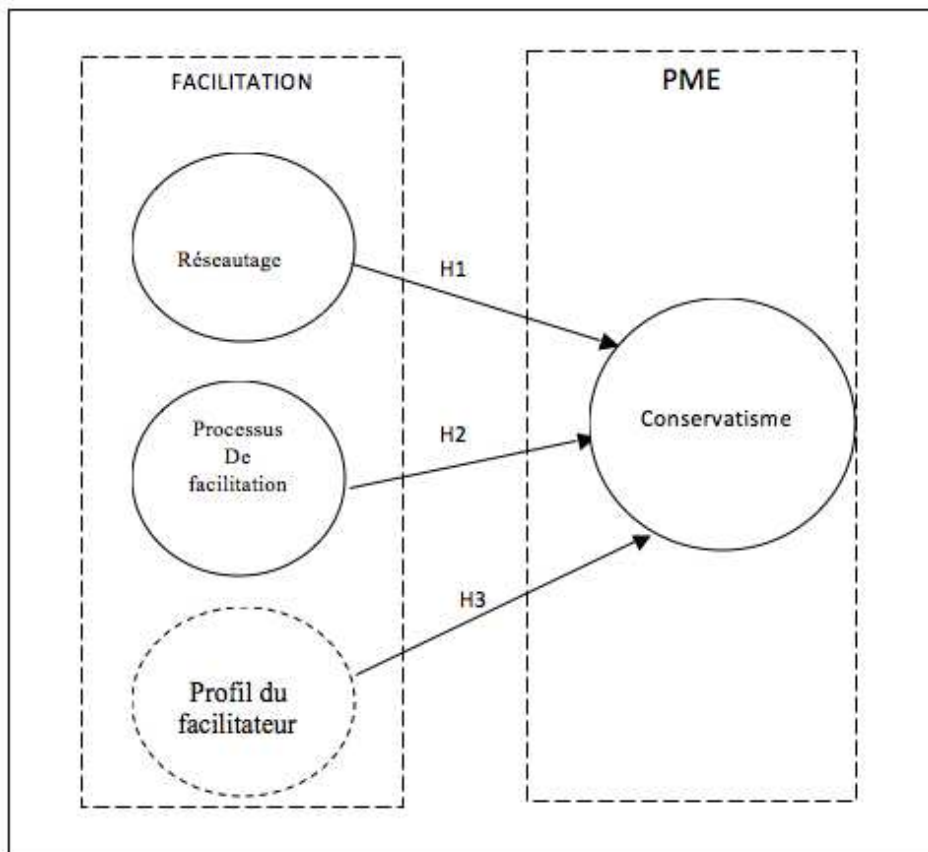 FACILITATION
PME
Réseautage
H1
Processus
De
facilitation
H2
Conservatisme
H3
Profil du
facilitateur